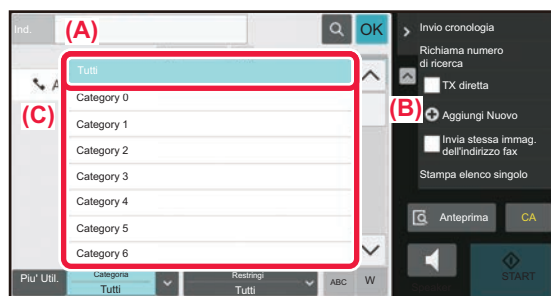 Ind.
(A)
OK
Tutti
A
(C)
Category 0
Category 1
Category 2
Category 3
Category 4
Category 5
Category 6
Piu' Util.
Categoria
Tutti
Restringi
Tutti
ABC
W
Invio cronologia
Richiama numero
di ricerca
TX diretta
(B)
Aggiungi Nuovo
Invia stessa immag.
dell'indirizzo fax
Stampa elenco singolo
Anteprima
CA
START